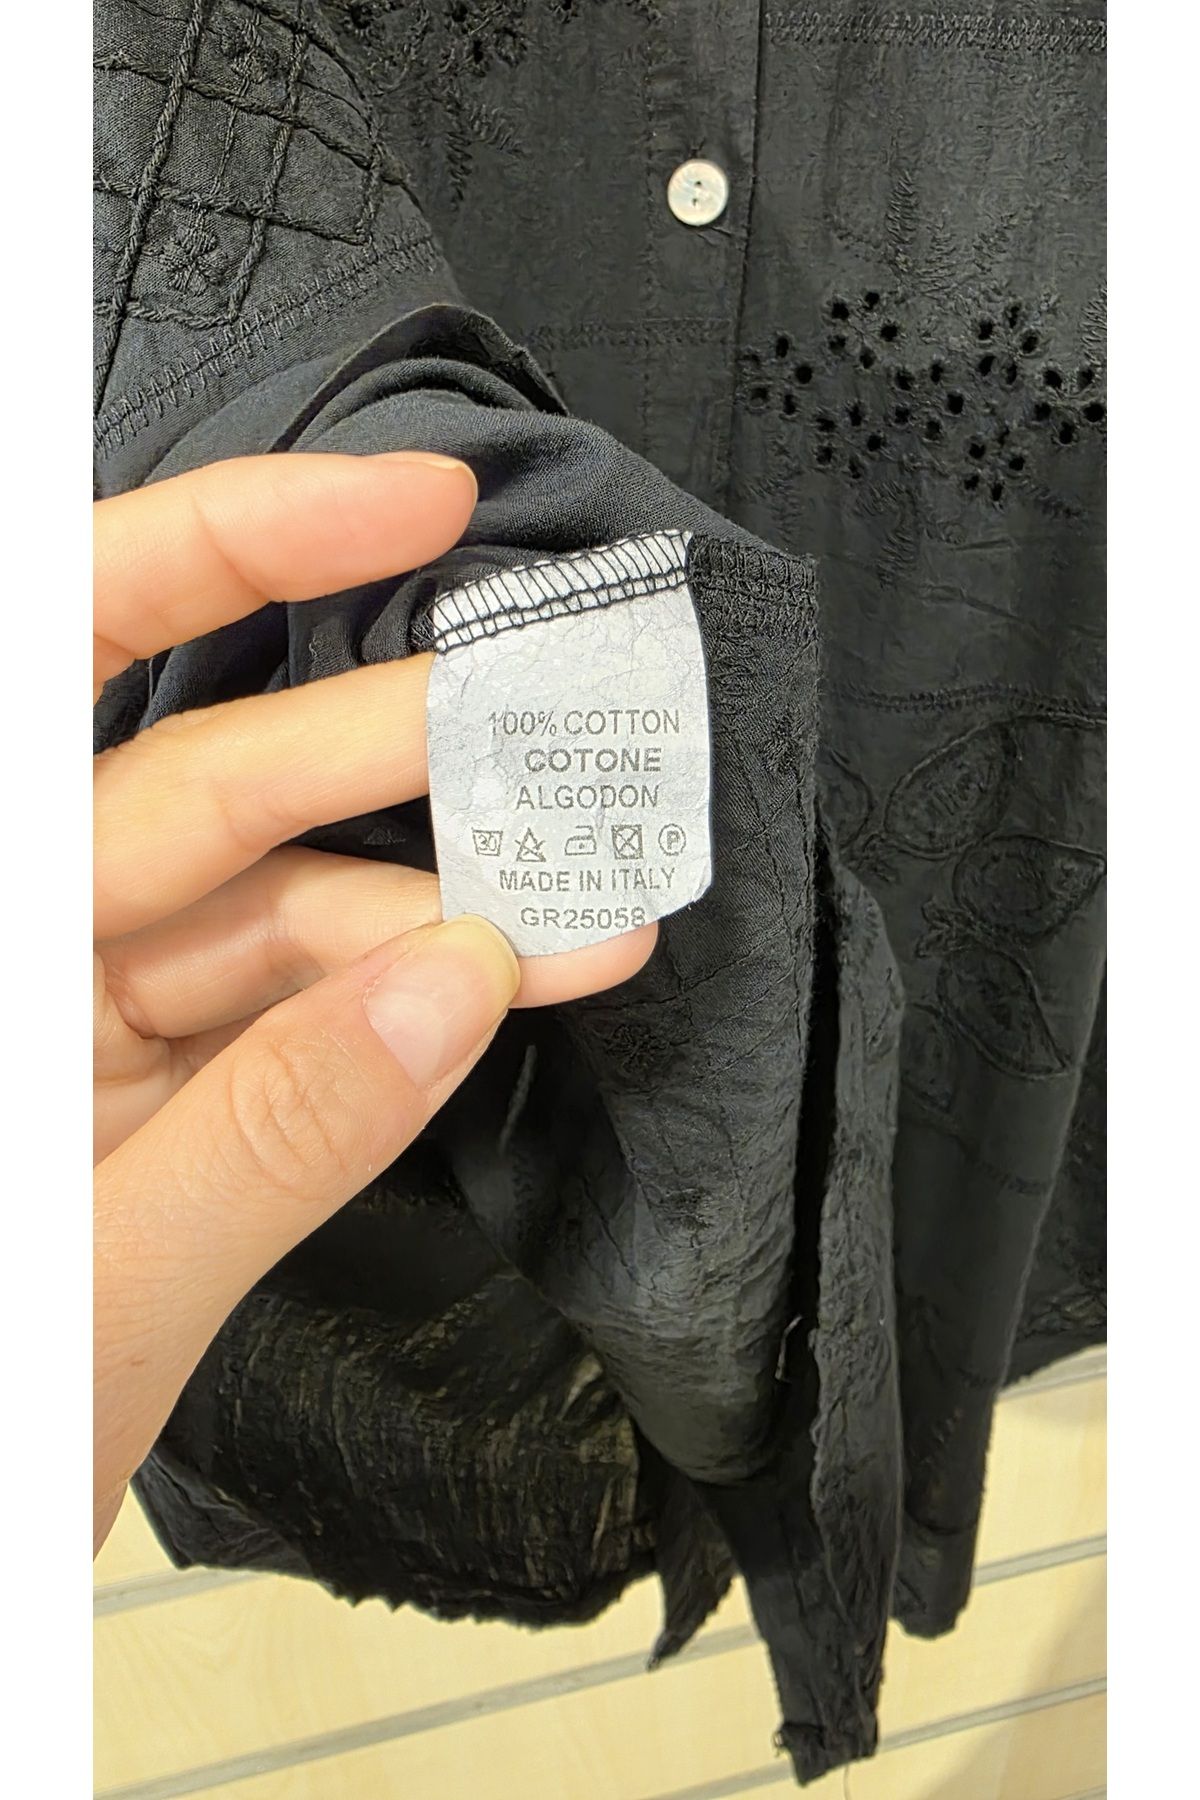 100% COTTON
COTONE
ALGODON
30 P
MADE IN ITALY
GR25058